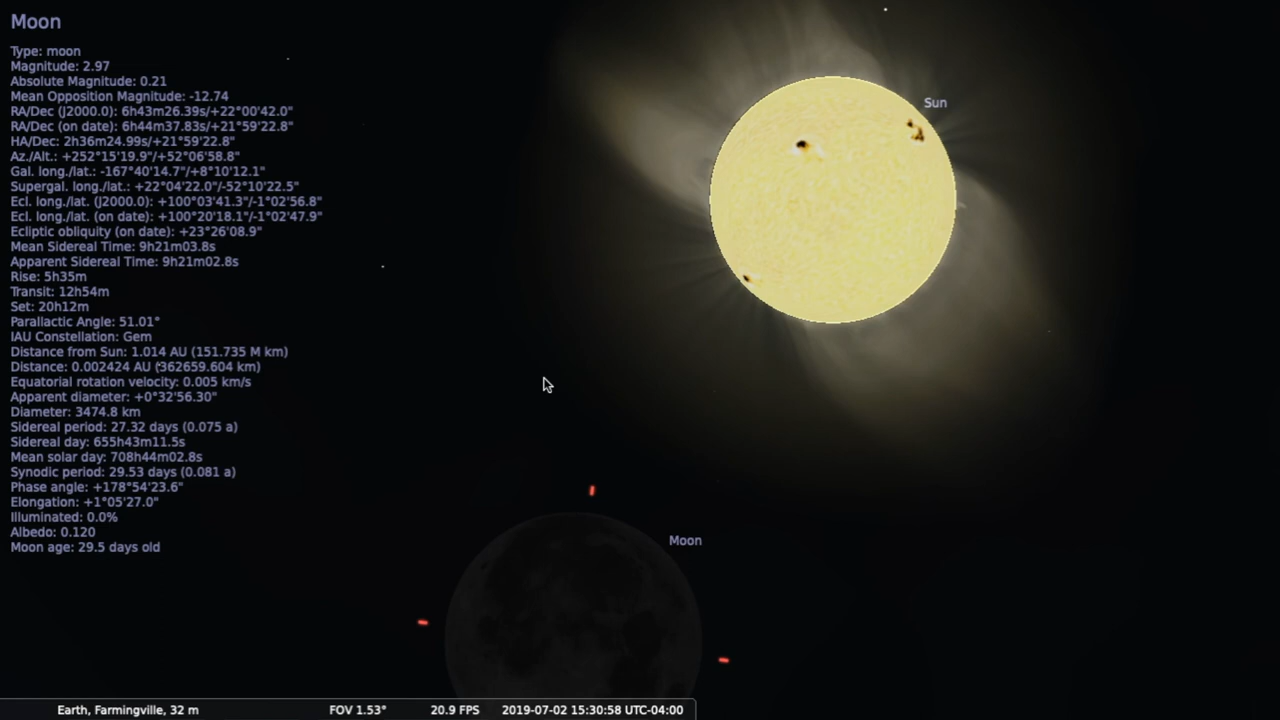 Moon
Type: moon
Magnitude: 2.97
Absolute Magnitude: 0.21
Mean Opposition Magnitude: -12.74
RA/Dec (J2000.0): 6h43m26.39s/+22°00'42.0"
RA/Dec (on date): 6h44m37.83s/+21°59'22.8"
HA/Dec: 2h36m24.99s/+21°59'22.8"
Az./Alt.: +252°15'19.9"/+52°06'58.8"
Gal. long./lat.: -167°40'14.7"/+8°10'12.1"
Supergal. long./lat.: +22°04'22.0"/-52°10'22.5"
Ecl. long./lat. (J2000.0): +100°03'41.3"/-1°02'56.8"
Ecl. long./lat. (on date): +100°20'18.1"/-1°02'47.9"
Ecliptic obliquity (on date): +23°26'08.9"
Mean Sidereal Time: 9h21m03.8s
Apparent Sidereal Time: 9h21m02.8s
Rise: 5h35m
Transit: 12h54m
Set: 20h12m
Parallactic Angle: 51.01°
IAU Constellation: Gem
Distance from Sun: 1.014 AU (151.735 M km)
Distance: 0.002424 AU (362659.604 km)
Equatorial rotation velocity: 0.005 km/s
Apparent diameter: +0°32'56.30"
Diameter: 3474.8 km
Sidereal period: 27.32 days (0.075 a)
Sidereal day: 655h43m11.5s
Mean solar day: 708h44m02.8s
Synodic period: 29.53 days (0.081 a)
Phase angle: +178°54'23.6"
Elongation: +1°05'27.0"
Illuminated: 0.0%
Albedo: 0.120
Moon age: 29.5 days old
Sun
Moon
Earth, Farmingville, 32 m FOV 1.53° 20.9 FPS 2019-07-02 15:30:58 UTC-04:00